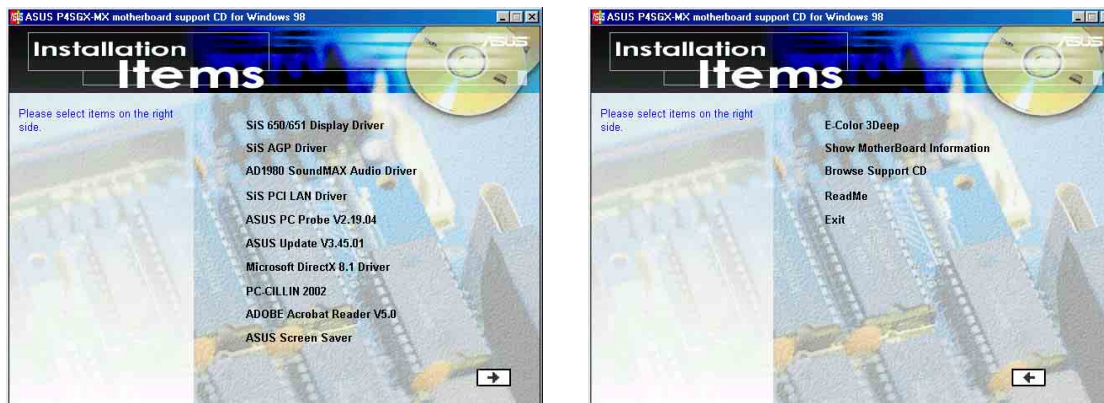 ASUS P4SGX-MX motherboard support CD for Windows 98
Installation
Items
ASUS
Please select items on the right
side.
SiS 650/651 Display Driver
SiS AGP Driver
AD1980 SoundMAX Audio Driver
SiS PCI LAN Driver
ASUS PC Probe V2.19.04
ASUS Update V3.45.01
Microsoft DirectX 8.1 Driver
PC-CILLIN 2002
ADOBE Acrobat Reader V5.0
ASUS Screen Saver
ASUS P4SGX-MX motherboard support CD for Windows 98
Installation
Items
ASUS
Please select items on the right
side.
E-Color 3Deep
Show MotherBoard Information
Browse Support CD
ReadMe
Exit